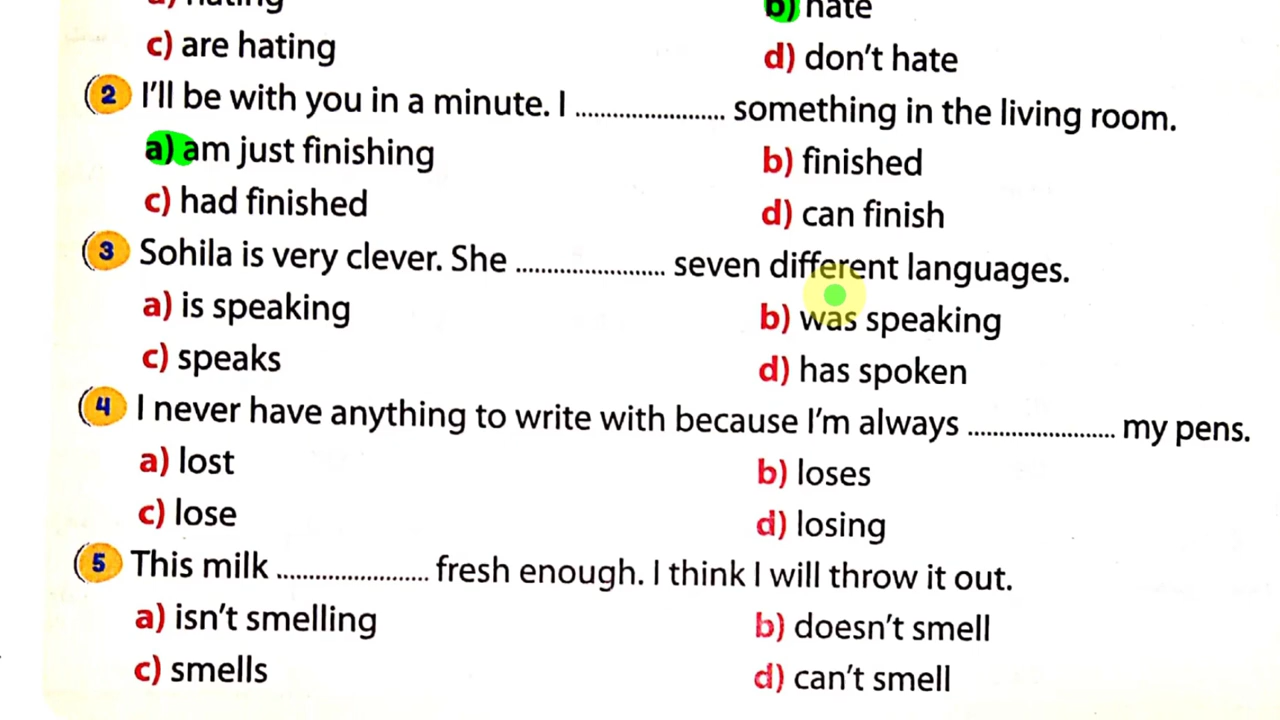 a) hating b) hate
c) are hating d) don't hate
2 I'll be with you in a minute. I ........................ something in the living room.
a) am just finishing b) finished
c) had finished d) can finish
3 Sohila is very clever. She ........................ seven different languages.
a) is speaking b) was speaking
c) speaks d) has spoken
4 I never have anything to write with because I'm always ........................ my pens.
a) lost b) loses
c) lose d) losing
5 This milk ........................ fresh enough. I think I will throw it out.
a) isn't smelling b) doesn't smell
c) smells d) can't smell